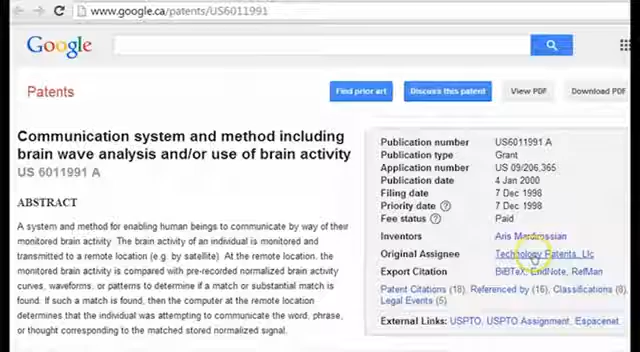 www.google.ca/patents/US6011991
Google
Patents
Find prior art
Discuss this patent
View PDF
Download PDF
Communication system and method including
brain wave analysis and/or use of brain activity
US 6011991 A
ABSTRACT
A system and method for enabling human beings to communicate by way of their
monitored brain activity. The brain activity of an individual is monitored and
transmitted to a remote location (e.g. by satellite). At the remote location, the
monitored brain activity is compared with pre-recorded normalized brain activity
curves, waveforms, or patterns to determine if a match or substantial match is
found. If such a match is found, then the computer at the remote location
determines that the individual was attempting to communicate the word, phrase,
or thought corresponding to the matched stored normalized signal.
Publication number US6011991 A
Publication type Grant
Application number US 09/206,365
Publication date 4 Jan 2000
Filing date 7 Dec 1998
Priority date 7 Dec 1998
Fee status Paid
Inventors Aris Mardirossian
Original Assignee Technology Patents, Llc
Export Citation BiBTeX, EndNote, RefMan
Patent Citations (18), Referenced by (16), Classifications (8),
Legal Events (5)
External Links: USPTO, USPTO Assignment, Espacenet